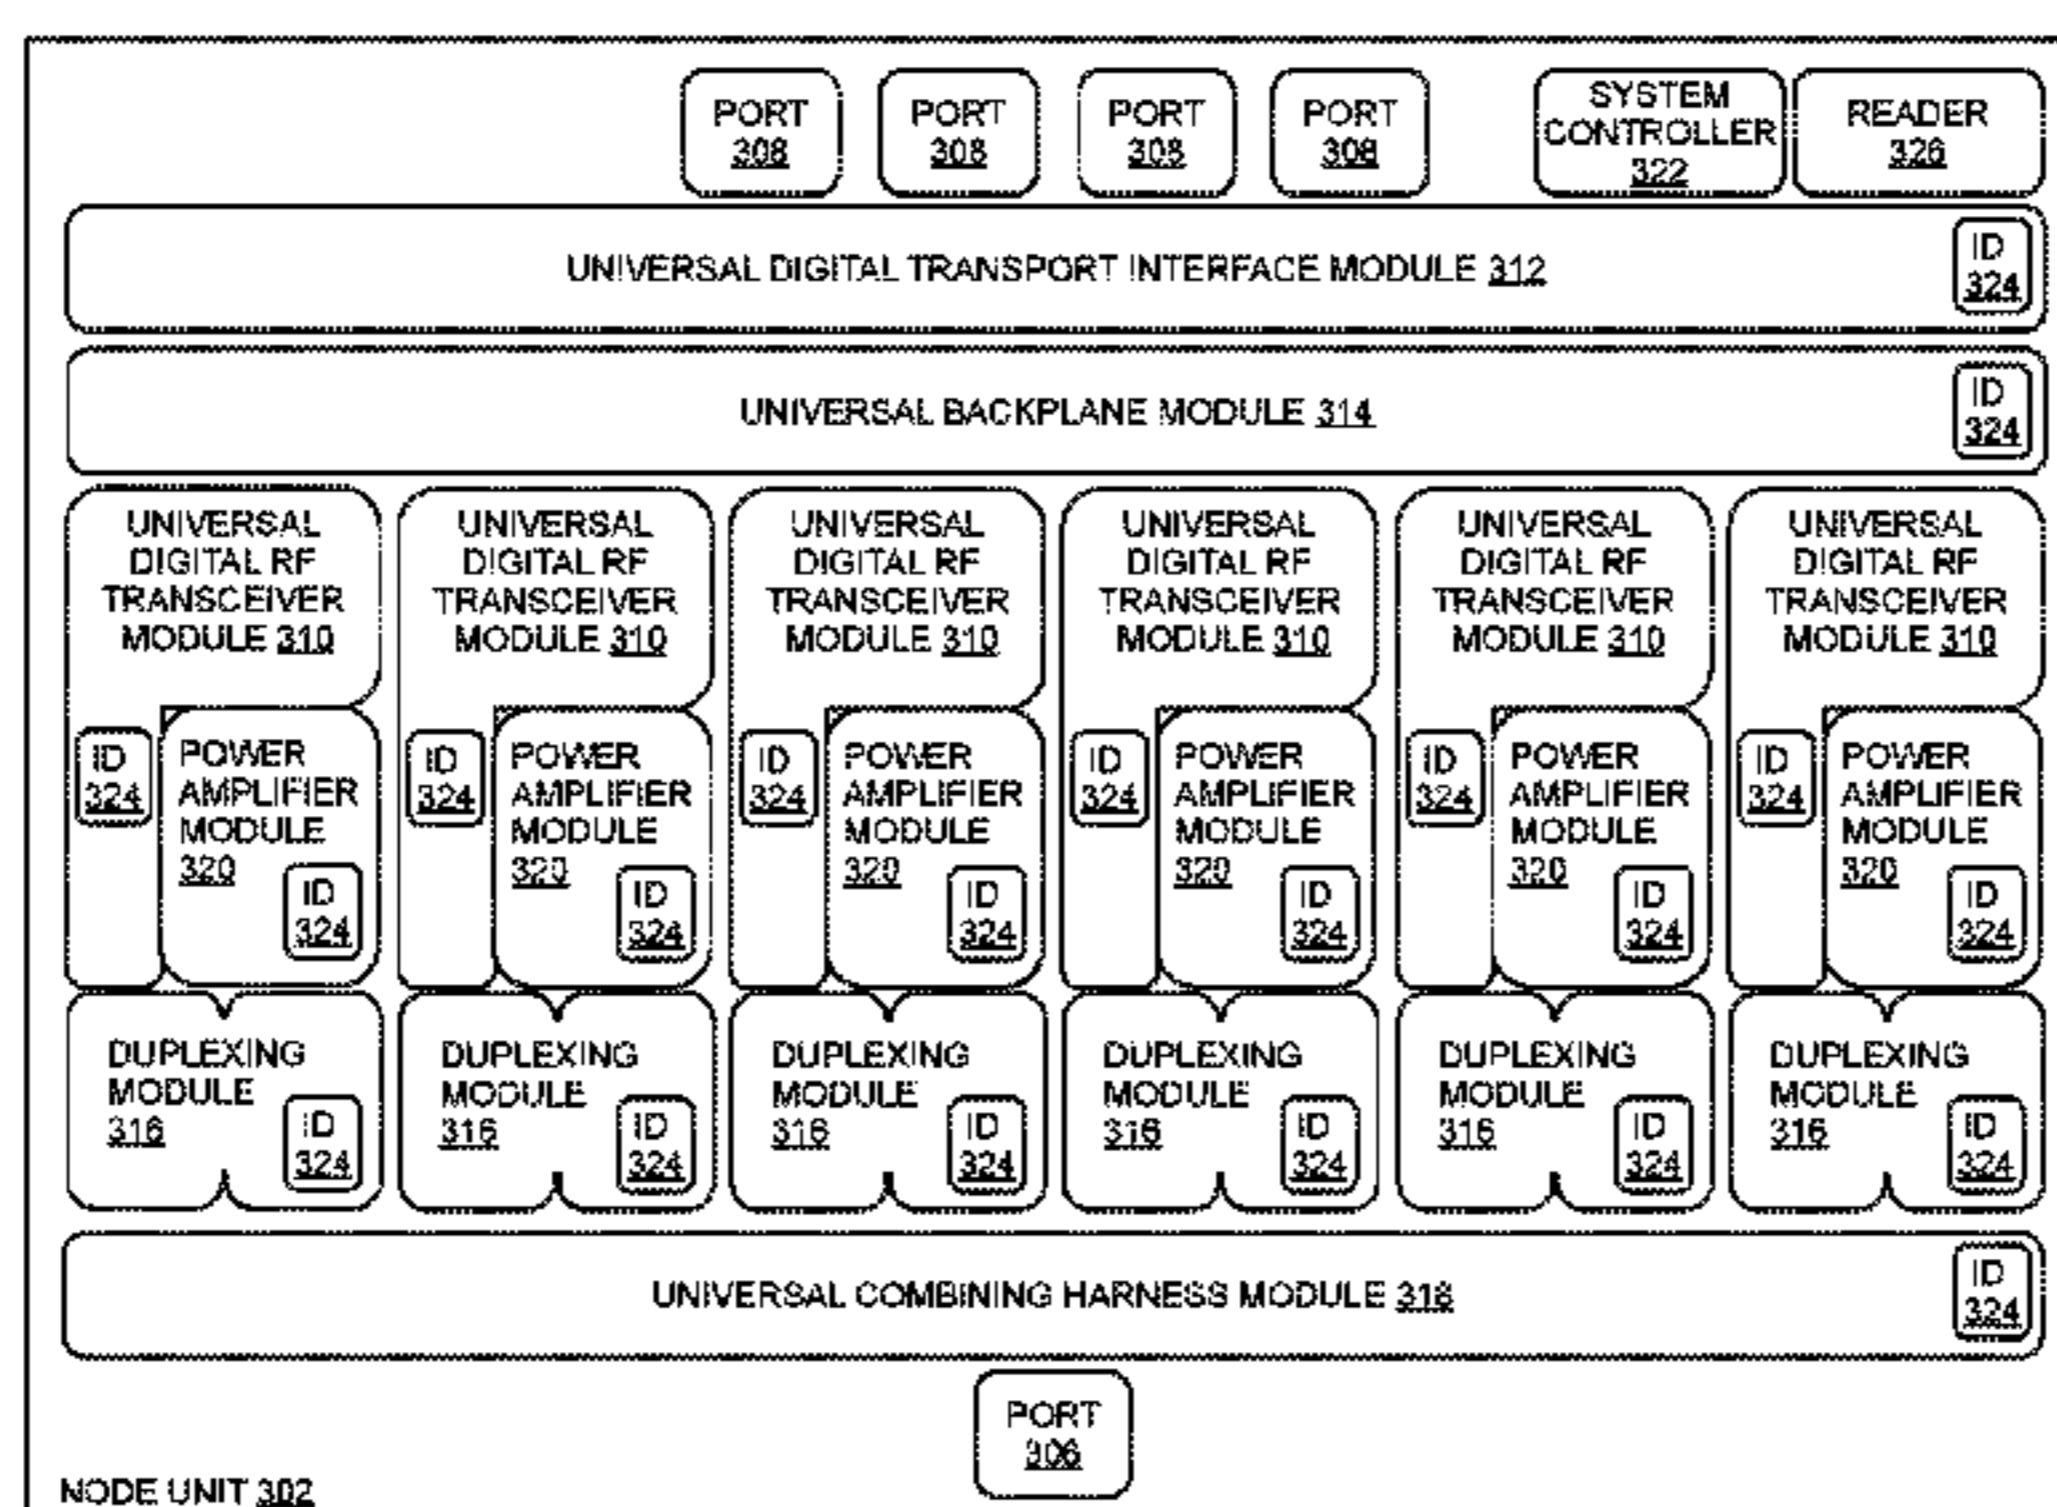 PORT
308
PORT
308
PORT
308
PORT
308
SYSTEM
CONTROLLER
322
READER
326
UNIVERSAL DIGITAL TRANSPORT INTERFACE MODULE 312
ID
324
UNIVERSAL BACKPLANE MODULE 314
ID
324
UNIVERSAL
DIGITAL RF
TRANSCEIVER
MODULE 310
UNIVERSAL
DIGITAL RF
TRANSCEIVER
MODULE 310
UNIVERSAL
DIGITAL RF
TRANSCEIVER
MODULE 310
UNIVERSAL
DIGITAL RF
TRANSCEIVER
MODULE 310
UNIVERSAL
DIGITAL RF
TRANSCEIVER
MODULE 310
UNIVERSAL
DIGITAL RF
TRANSCEIVER
MODULE 310
ID
324
POWER
AMPLIFIER
MODULE
320
ID
324
ID
324
POWER
AMPLIFIER
MODULE
320
ID
324
ID
324
POWER
AMPLIFIER
MODULE
320
ID
324
ID
324
POWER
AMPLIFIER
MODULE
320
ID
324
ID
324
POWER
AMPLIFIER
MODULE
320
ID
324
ID
324
POWER
AMPLIFIER
MODULE
320
ID
324
DUPLEXING
MODULE
316
ID
324
DUPLEXING
MODULE
316
ID
324
DUPLEXING
MODULE
316
ID
324
DUPLEXING
MODULE
316
ID
324
DUPLEXING
MODULE
316
ID
324
DUPLEXING
MODULE
316
ID
324
UNIVERSAL COMBINING HARNESS MODULE 318
ID
324
PORT
306
NODE UNIT 302